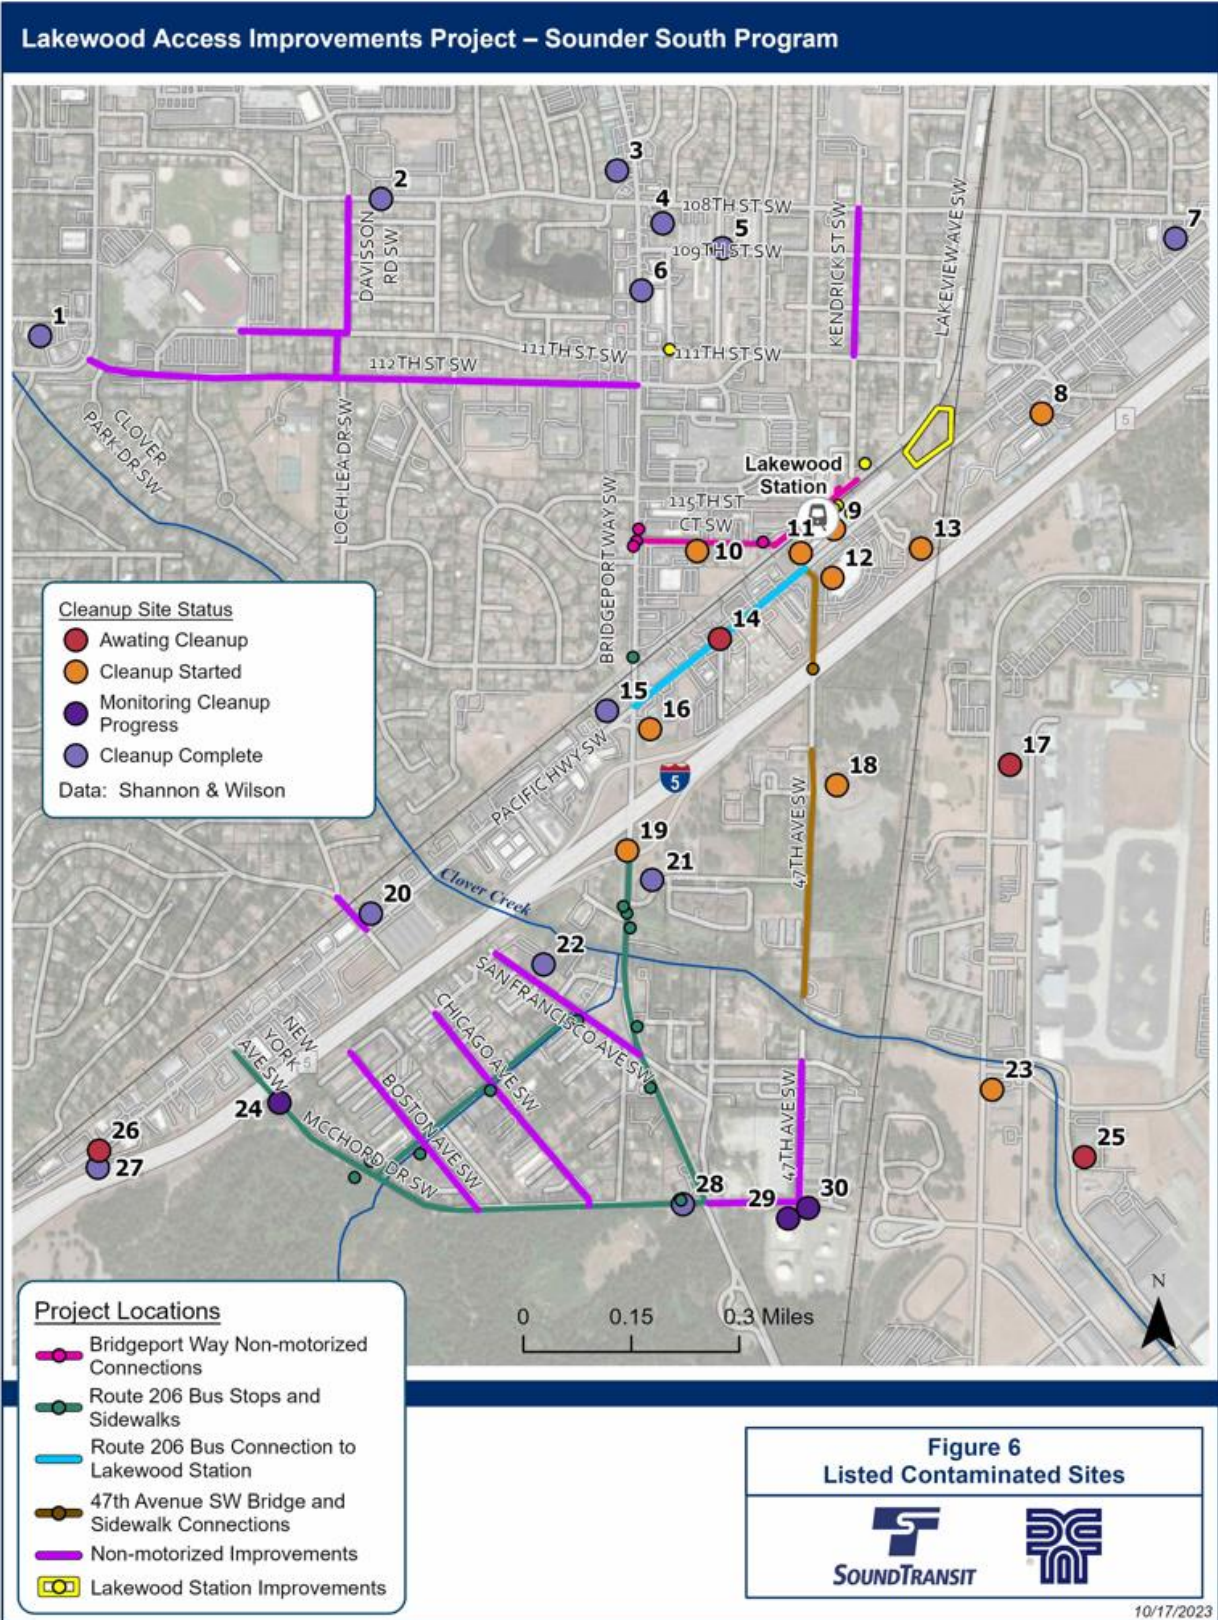 Lakewood Access Improvements Project – Sounder South Program
3
2
4
108TH ST SW
5
109TH ST SW
7
DAVISSON
RD SW
KENDRICK ST SW
LAKEVIEW AVE SW
6
1
111TH ST SW
111TH ST SW
112TH ST SW
8
5
CLOVER
PARK DR SW
LOCH LEA DR SW
Lakewood
Station
BRIDGEPORT WAY SW
115TH ST
CT SW
9
10
11
12
13
Cleanup Site Status
Awating Cleanup
Cleanup Started
Monitoring Cleanup
Progress
Cleanup Complete
Data: Shannon & Wilson
14
15
16
PACIFIC HWY SW
5
17
18
47TH AVE SW
19
21
20
Clover Creek
22
SAN FRANCISCO AVE SW
CHICAGO AVE SW
NEW
YORK
AVE SW
5
BOSTON AVE SW
24
MCCHORD DR SW
47TH AVE SW
23
25
26
27
28
29
30
N
0 0.15 0.3 Miles
Project Locations
Bridgeport Way Non-motorized
Connections
Route 206 Bus Stops and
Sidewalks
Route 206 Bus Connection to
Lakewood Station
47th Avenue SW Bridge and
Sidewalk Connections
Non-motorized Improvements
Lakewood Station Improvements
Figure 6
Listed Contaminated Sites
SOUNDTRANSIT
10/17/2023